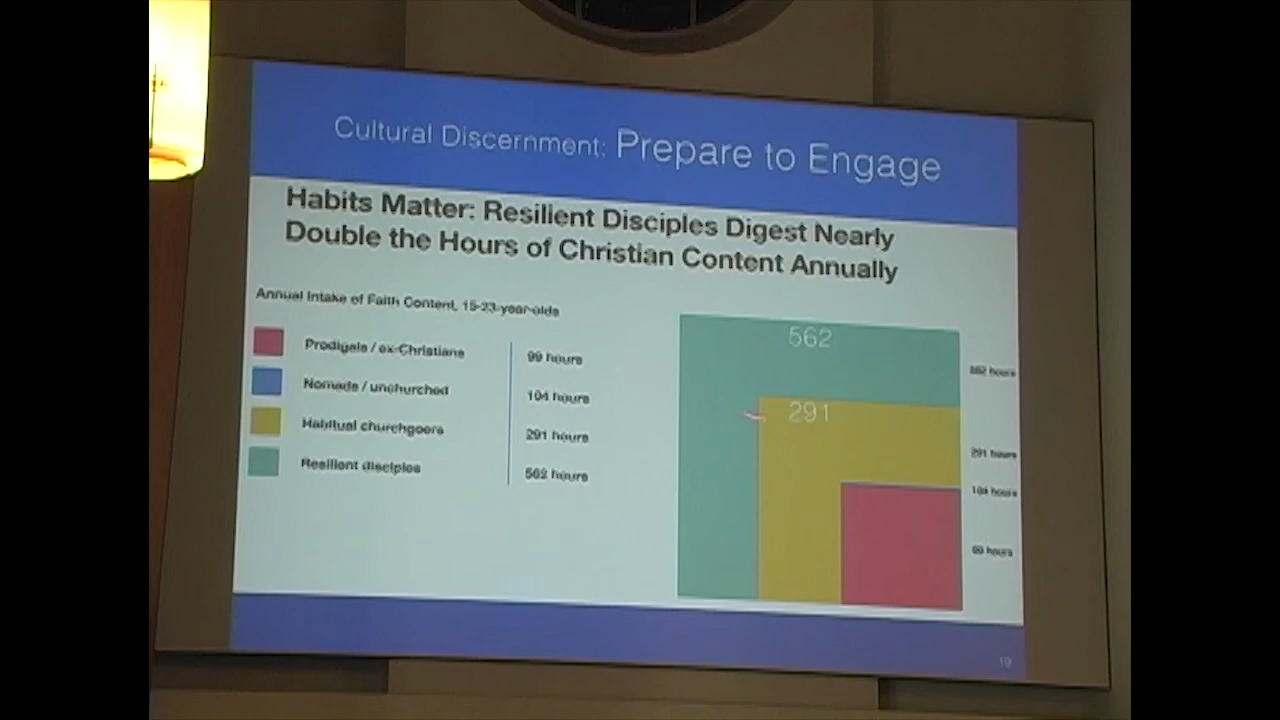 Cultural Discernment: Prepare to Engage
Habits Matter: Resilient Disciples Digest Nearly
Double the Hours of Christian Content Annually
Annual Intake of Faith Content, 15-23-year-olds
Prodigals / ex-Christians 99 hours
Nomads / unchurched 104 hours
Habitual churchgoers 291 hours
Resilient disciples 562 hours
562
562 hours
291
291 hours
104 hours
99 hours
19